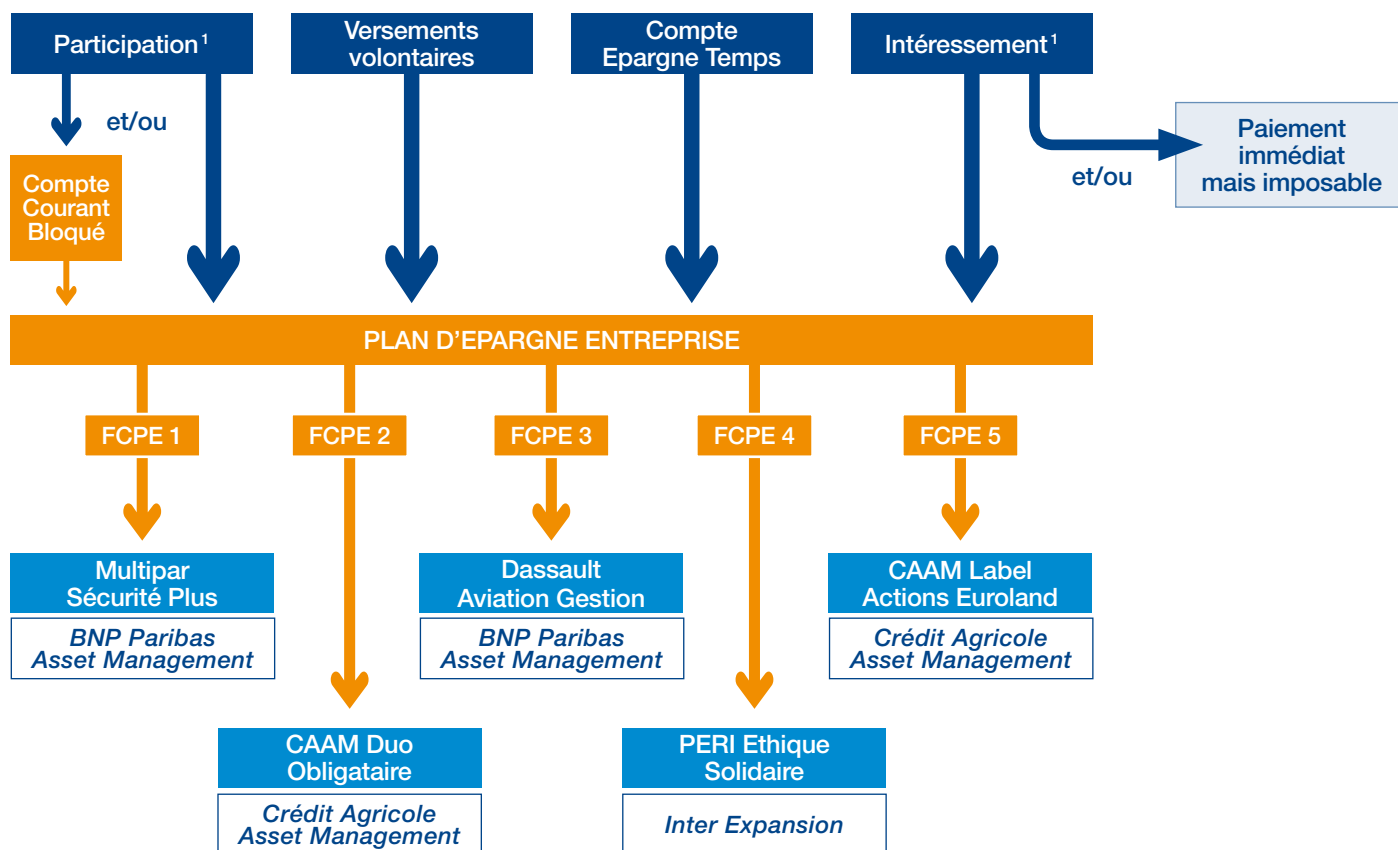 Participation¹
Versements
volontaires
Compte
Epargne Temps
Intéressement¹
et/ou
Paiement
immédiat
mais imposable
et/ou
Compte
Courant
Bloqué
PLAN D'EPARGNE ENTREPRISE
FCPE 1
FCPE 2
FCPE 3
FCPE 4
FCPE 5
Multipar
Sécurité Plus
BNP Paribas
Asset Management
Dassault
Aviation Gestion
BNP Paribas
Asset Management
CAAM Label
Actions Euroland
Crédit Agricole
Asset Management
CAAM Duo
Obligataire
Crédit Agricole
Asset Management
PERI Ethique
Solidaire
Inter Expansion